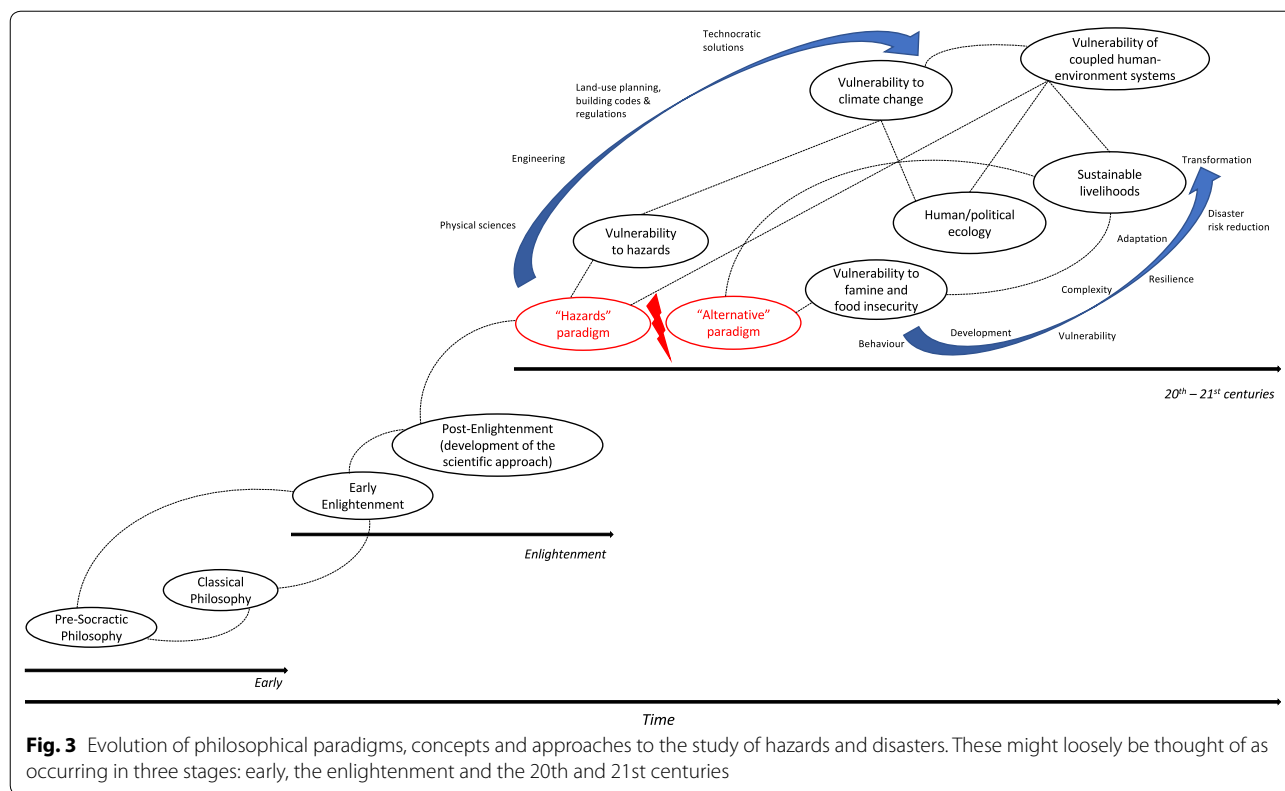 Technocratic
solutions
Vulnerability of
coupled human-
environment systems
Vulnerability to
climate change
Land-use planning,
building codes &
regulations
Engineering
Transformation
Sustainable
livelihoods
Physical sciences
Human/political
ecology
Disaster
risk reduction
Vulnerability
to hazards
Adaptation
Vulnerability to
famine and
food insecurity
Resilience
Complexity
“Hazards”
paradigm
“Alternative”
paradigm
Development
Vulnerability
Behaviour
20th – 21st centuries
Post-Enlightenment
(development of the
scientific approach)
Early
Enlightenment
Enlightenment
Classical
Philosophy
Pre-Socractic
Philosophy
Early
Time
Fig. 3 Evolution of philosophical paradigms, concepts and approaches to the study of hazards and disasters. These might loosely be thought of as
occurring in three stages: early, the enlightenment and the 20th and 21st centuries